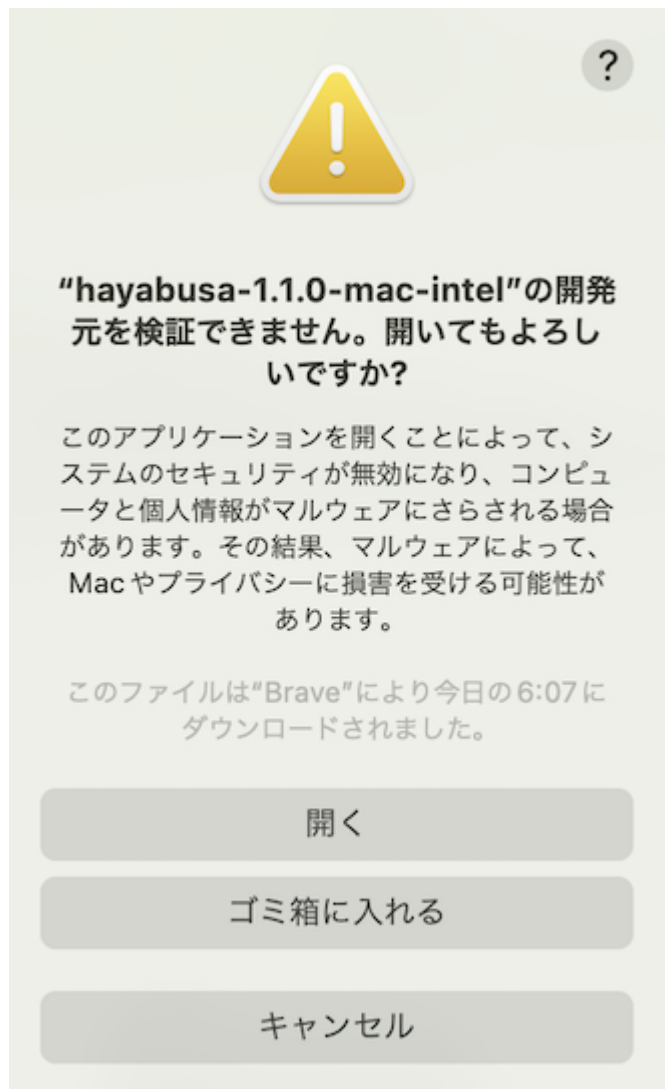 ?
“hayabusa-1.1.0-mac-intel”の開発
元を検証できません。開いてもよろし
いですか?
このアプリケーションを開くことによって、シ
ステムのセキュリティが無効になり、コンピュ
ータと個人情報がマルウェアにさらされる場合
があります。その結果、マルウェアによって、
Macやプライバシーに損害を受ける可能性が
あります。
このファイルは“Brave”により今日の6:07に
ダウンロードされました。
開く
ゴミ箱に入れる
キャンセル